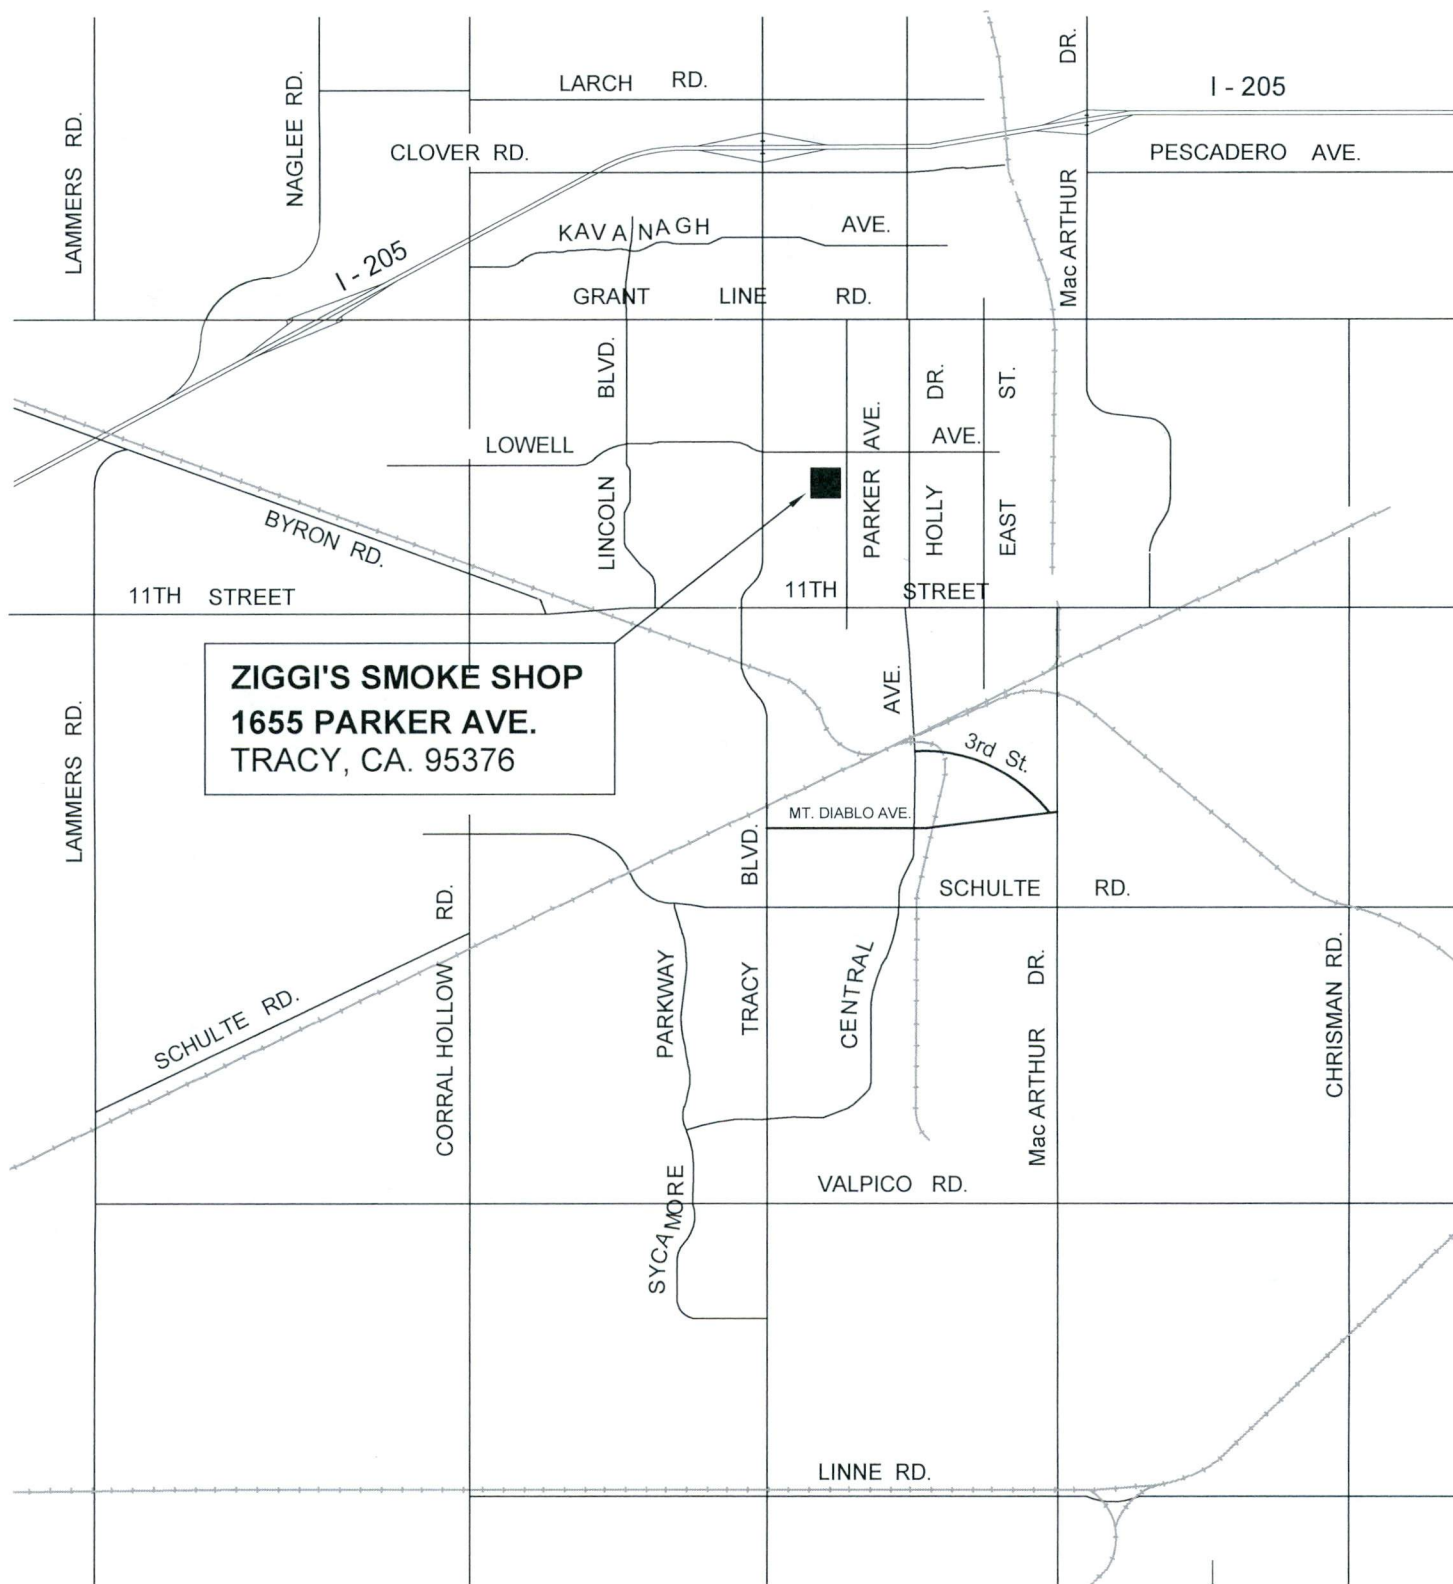 DR.
LARCH RD.
I - 205
NAGLEE RD.
LAMMERS RD.
CLOVER RD.
PESCADERO AVE.
Mac ARTHUR
KAVANAGH AVE.
I - 205
GRANT LINE RD.
BLVD.
DR.
ST.
PARKER AVE.
LOWELL AVE.
LINCOLN
PARKER
HOLLY
EAST
BYRON RD.
11TH STREET
11TH STREET
ZIGGI'S SMOKE SHOP
1655 PARKER AVE.
TRACY, CA. 95376
AVE.
LAMMERS RD.
3rd St.
MT. DIABLO AVE.
BLVD.
SCHULTE RD.
RD.
CORRAL HOLLOW
PARKWAY
TRACY
CENTRAL
DR.
Mac ARTHUR
CHRISMAN RD.
SCHULTE RD.
SYCAMORE
VALPICO RD.
LINNE RD.